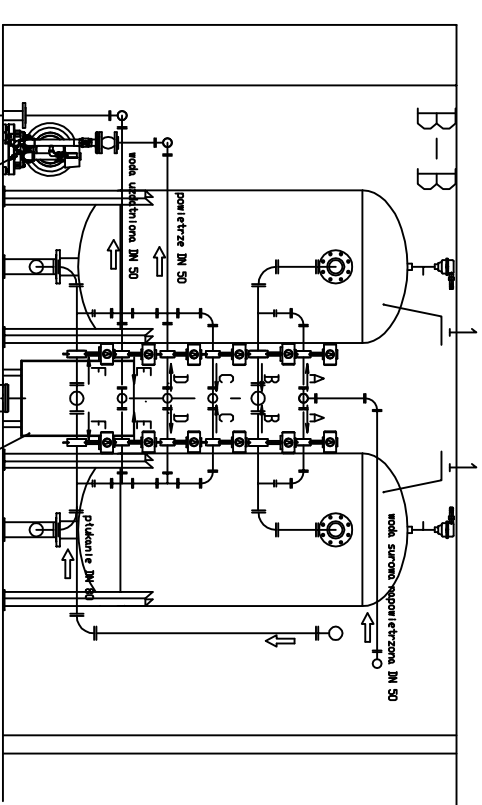 1
1
woda surowa napowietrzona DN 50
A A
B B
C C
powietrze DN 50
D D
woda uzdatniona DN 50
E E
F F
płukanie DN 80